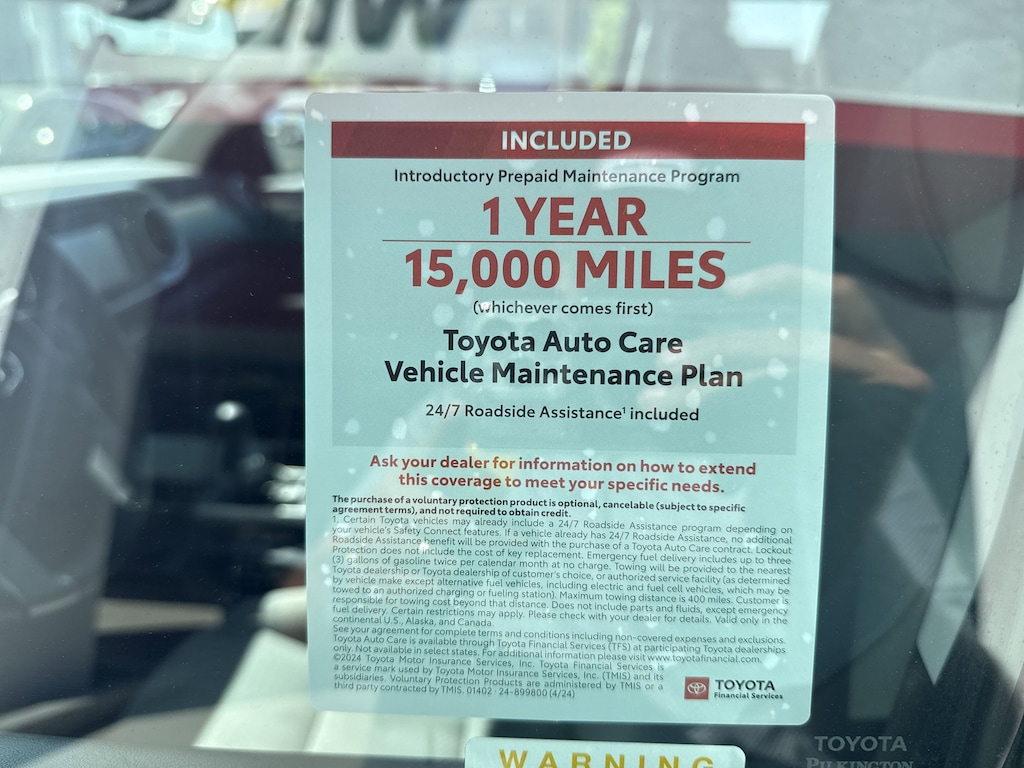 INCLUDED
Introductory Prepaid Maintenance Program
1 YEAR
15,000 MILES
(whichever comes first)
Toyota Auto Care
Vehicle Maintenance Plan
24/7 Roadside Assistance¹ included
Ask your dealer for information on how to extend
this coverage to meet your specific needs.
The purchase of a voluntary protection product is optional, cancelable (subject to specific
agreement terms), and not required to obtain credit.
1. Certain Toyota vehicles may already include a 24/7 Roadside Assistance program depending on
your vehicle's Safety Connect features. If a vehicle already has 24/7 Roadside Assistance, no additional
Roadside Assistance benefit will be provided with the purchase of a Toyota Auto Care contract. Lockout
Protection does not include the cost of key replacement. Emergency fuel delivery includes up to three
(3) gallons of gasoline twice per calendar month at no charge. Towing will be provided to the nearest
Toyota dealership or Toyota dealership of customer's choice, or authorized service facility (as determined
by vehicle make except alternative fuel vehicles, including electric and fuel cell vehicles, which may be
towed to an authorized charging or fueling station). Maximum towing distance is 400 miles. Customer is
responsible for towing cost beyond that distance. Does not include parts and fluids, except emergency
fuel delivery. Certain restrictions may apply. Please check with your dealer for details. Valid only in the
continental U.S., Alaska, and Canada.
See your agreement for complete terms and conditions including non-covered expenses and exclusions.
Toyota Auto Care is available through Toyota Financial Services (TFS) at participating Toyota dealerships
only. Not available in select states. For additional information please visit www.toyotafinancial.com.
©2024 Toyota Motor Insurance Services, Inc. Toyota Financial Services is
a service mark used by Toyota Motor Insurance Services, Inc. (TMIS) and its
subsidiaries. Voluntary Protection Products are administered by TMIS or a
third party contracted by TMIS. 01402 · 24-899800 (4/24)
TOYOTA
Financial Services
WARNING
TOYOTA
PILKINGTON